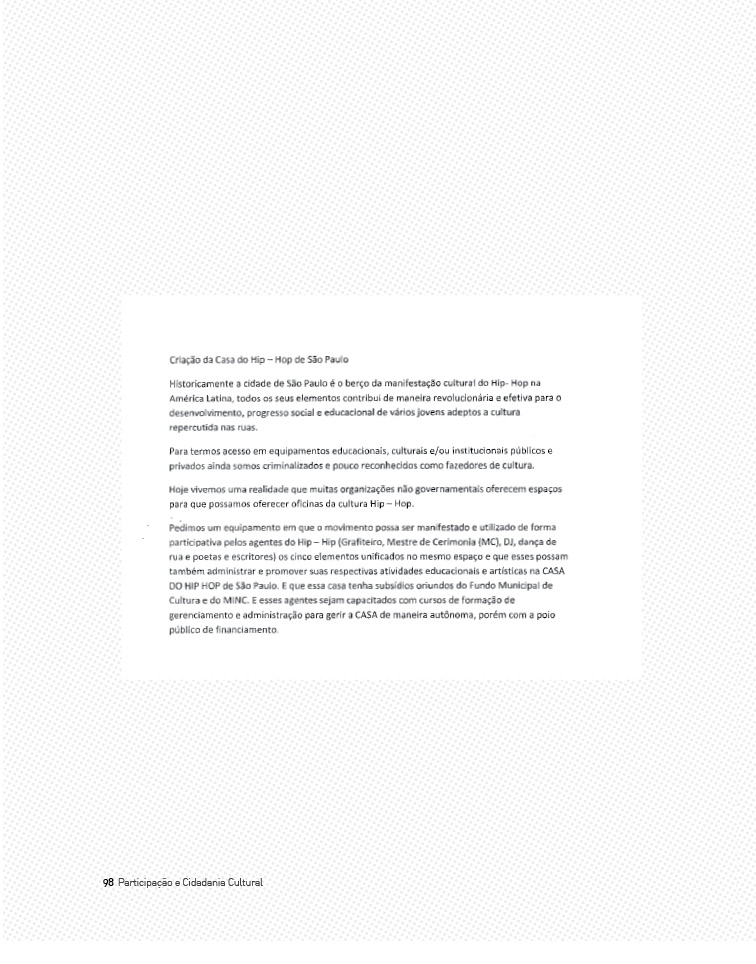 Criação da Casa do Hip – Hop de São Paulo
Historicamente a cidade de São Paulo é o berço da manifestação cultural do Hip- Hop na
América Latina, todos os seus elementos contribui de maneira revolucionária e efetiva para o
desenvolvimento, progresso social e educacional de vários jovens adeptos a cultura
repercutida nas ruas.
Para termos acesso em equipamentos educacionais, culturais e/ou institucionais públicos e
privados ainda somos criminalizados e pouco reconhecidos como fazedores de cultura.
Hoje vivemos uma realidade que muitas organizações não governamentais oferecem espaços
para que possamos oferecer oficinas da cultura Hip – Hop.
Pedimos um equipamento em que o movimento possa ser manifestado e utilizado de forma
participativa pelos agentes do Hip – Hip (Grafiteiro, Mestre de Cerimonia (MC), DJ, dança de
rua e poetas e escritores) os cinco elementos unificados no mesmo espaço e que esses possam
também administrar e promover suas respectivas atividades educacionais e artísticas na CASA
DO HIP HOP de São Paulo. E que essa casa tenha subsídios oriundos do Fundo Municipal de
Cultura e do MINC. E esses agentes sejam capacitados com cursos de formação de
gerenciamento e administração para gerir a CASA de maneira autônoma, porém com a poio
público de financiamento.
98 Participação e Cidadania Cultural